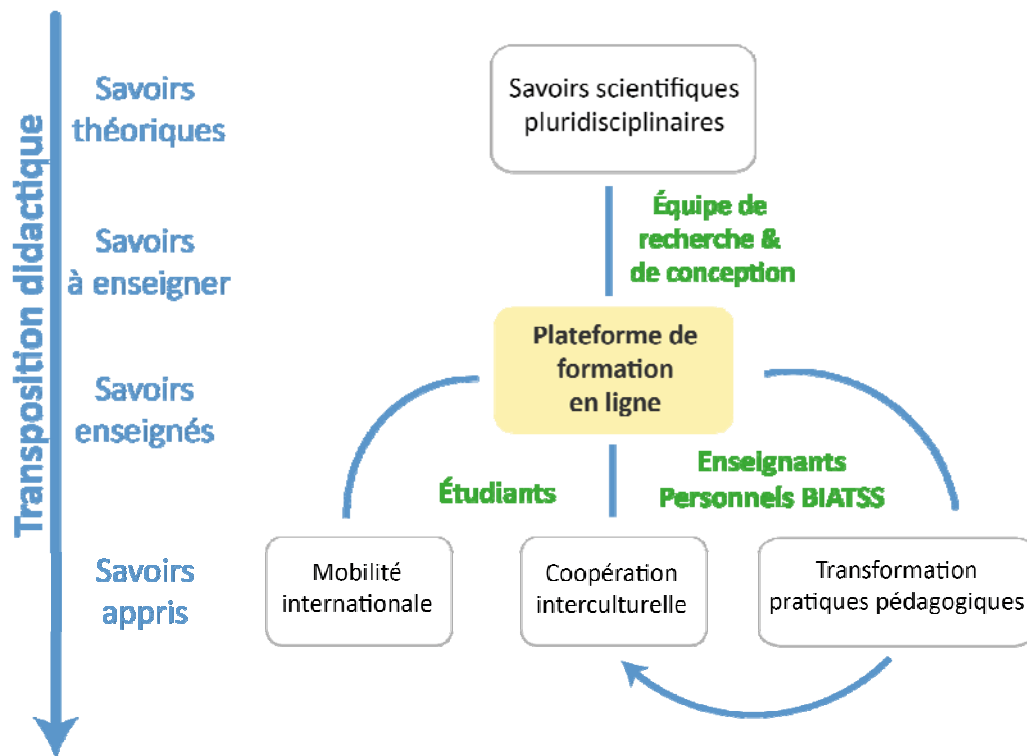 Transposition didactique
Savoirs
théoriques
Savoirs
à enseigner
Savoirs
enseignés
Savoirs
appris
Savoirs scientifiques
pluridisciplinaires
Équipe de
recherche &
de conception
Plateforme de
formation
en ligne
Étudiants
Enseignants
Personnels BIATSS
Mobilité
internationale
Coopération
interculturelle
Transformation
pratiques pédagogiques